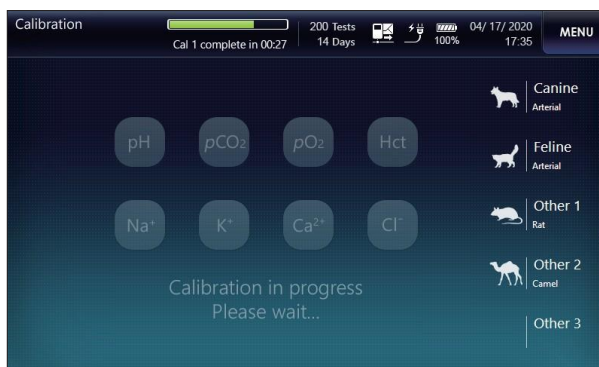 Calibration
Cal 1 complete in 00:27
200 Tests
14 Days
100%
04/ 17/ 2020
17:35
MENU
pH
pCO₂
pO₂
Hct
Na⁺
K⁺
Ca²⁺
Cl⁻
Calibration in progress
Please wait...
Canine
Arterial
Feline
Arterial
Other 1
Rat
Other 2
Camel
Other 3